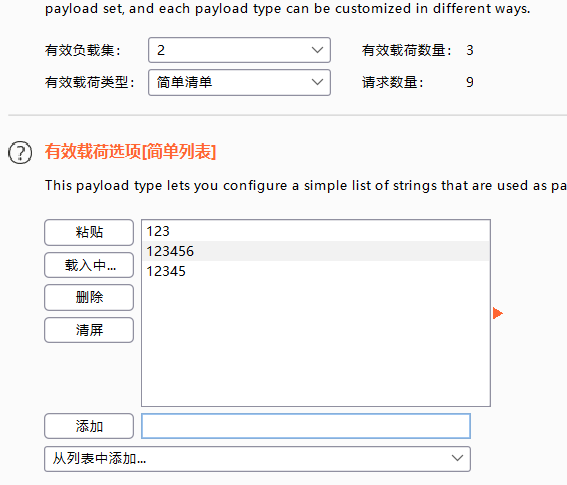 payload set, and each payload type can be customized in different ways.
有效负载集： 2 有效载荷数量： 3
有效载荷类型： 简单清单 请求数量： 9
? 有效载荷选项[简单列表]
This payload type lets you configure a simple list of strings that are used as pa
粘贴 123
载入中... 123456
12345
删除
清屏
添加
从列表中添加...